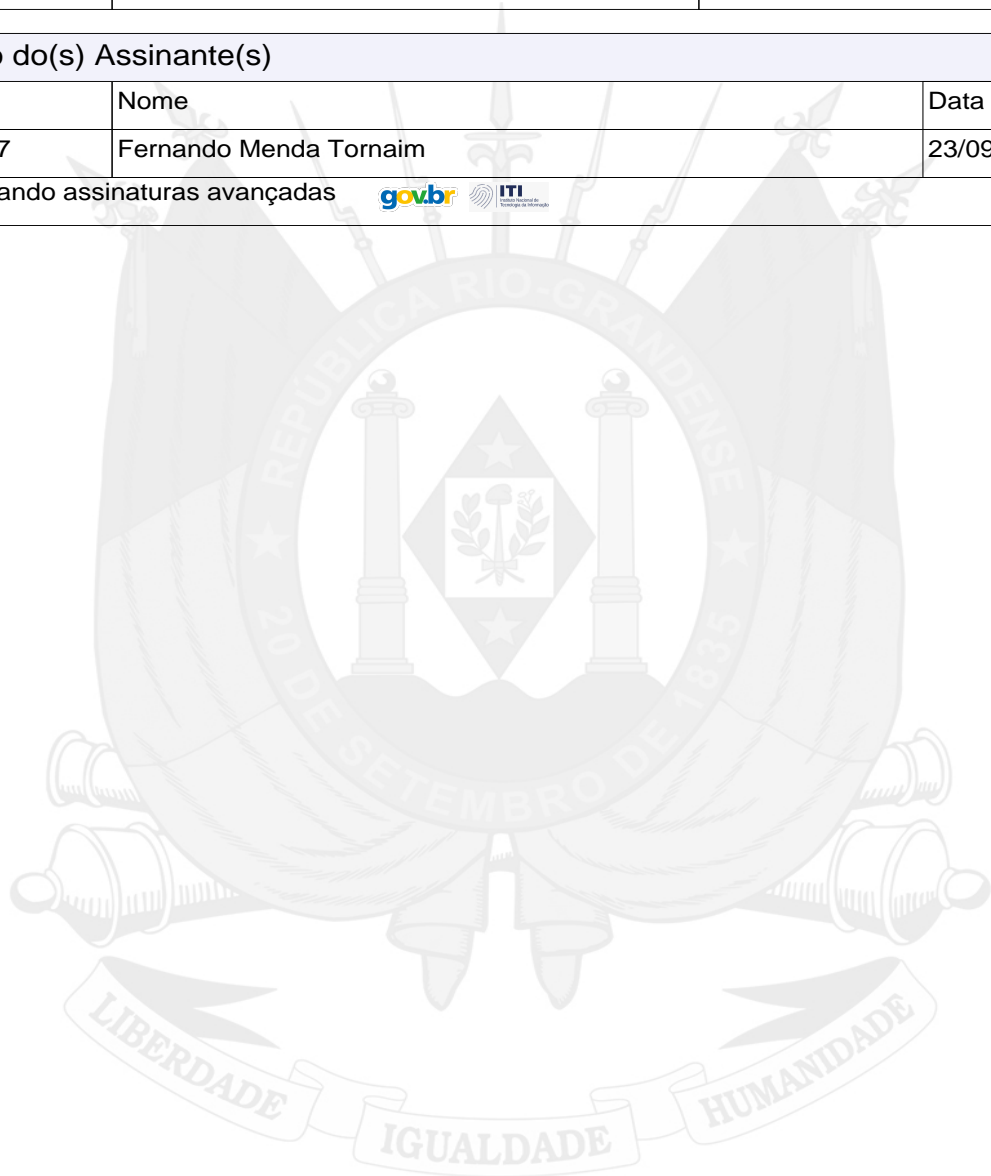 o do(s) Assinante(s)
Nome Data
7 Fernando Menda Tornaim 23/09
ando assinaturas avançadas gov.br ITI
REPÚBLICA RIO-GRANDENSE
20 DE SETEMBRO DE 1835
LIBERDADE IGUALDADE HUMANIDADE